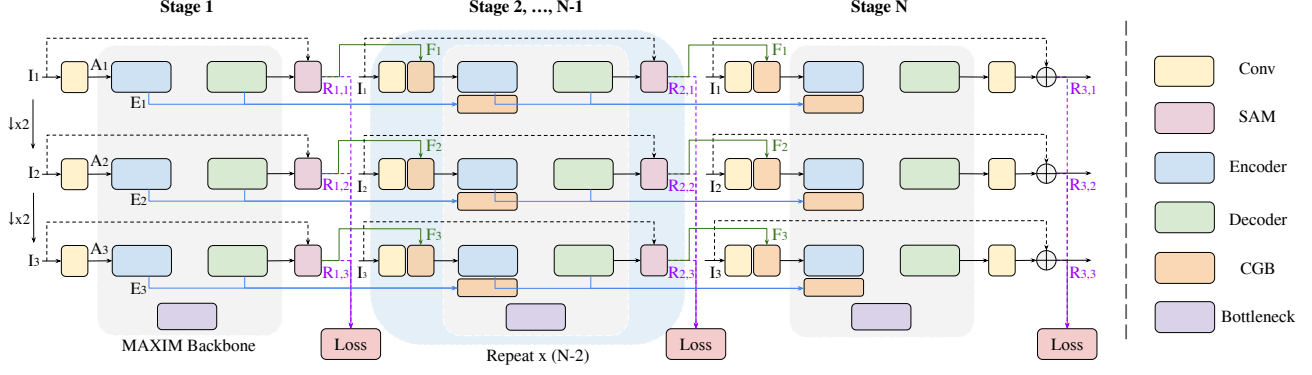 Stage 1
Stage 2, …, N-1
Stage N
I1
A1
E1
R1,1
F1
I1
R2,1
F1
I1
R3,1
↓x2
I2
A2
E2
R1,2
F2
I2
R2,2
F2
I2
R3,2
↓x2
I3
A3
E3
R1,3
F3
I3
R2,3
F3
I3
R3,3
MAXIM Backbone
Loss
Repeat x (N-2)
Loss
Loss
Conv
SAM
Encoder
Decoder
CGB
Bottleneck